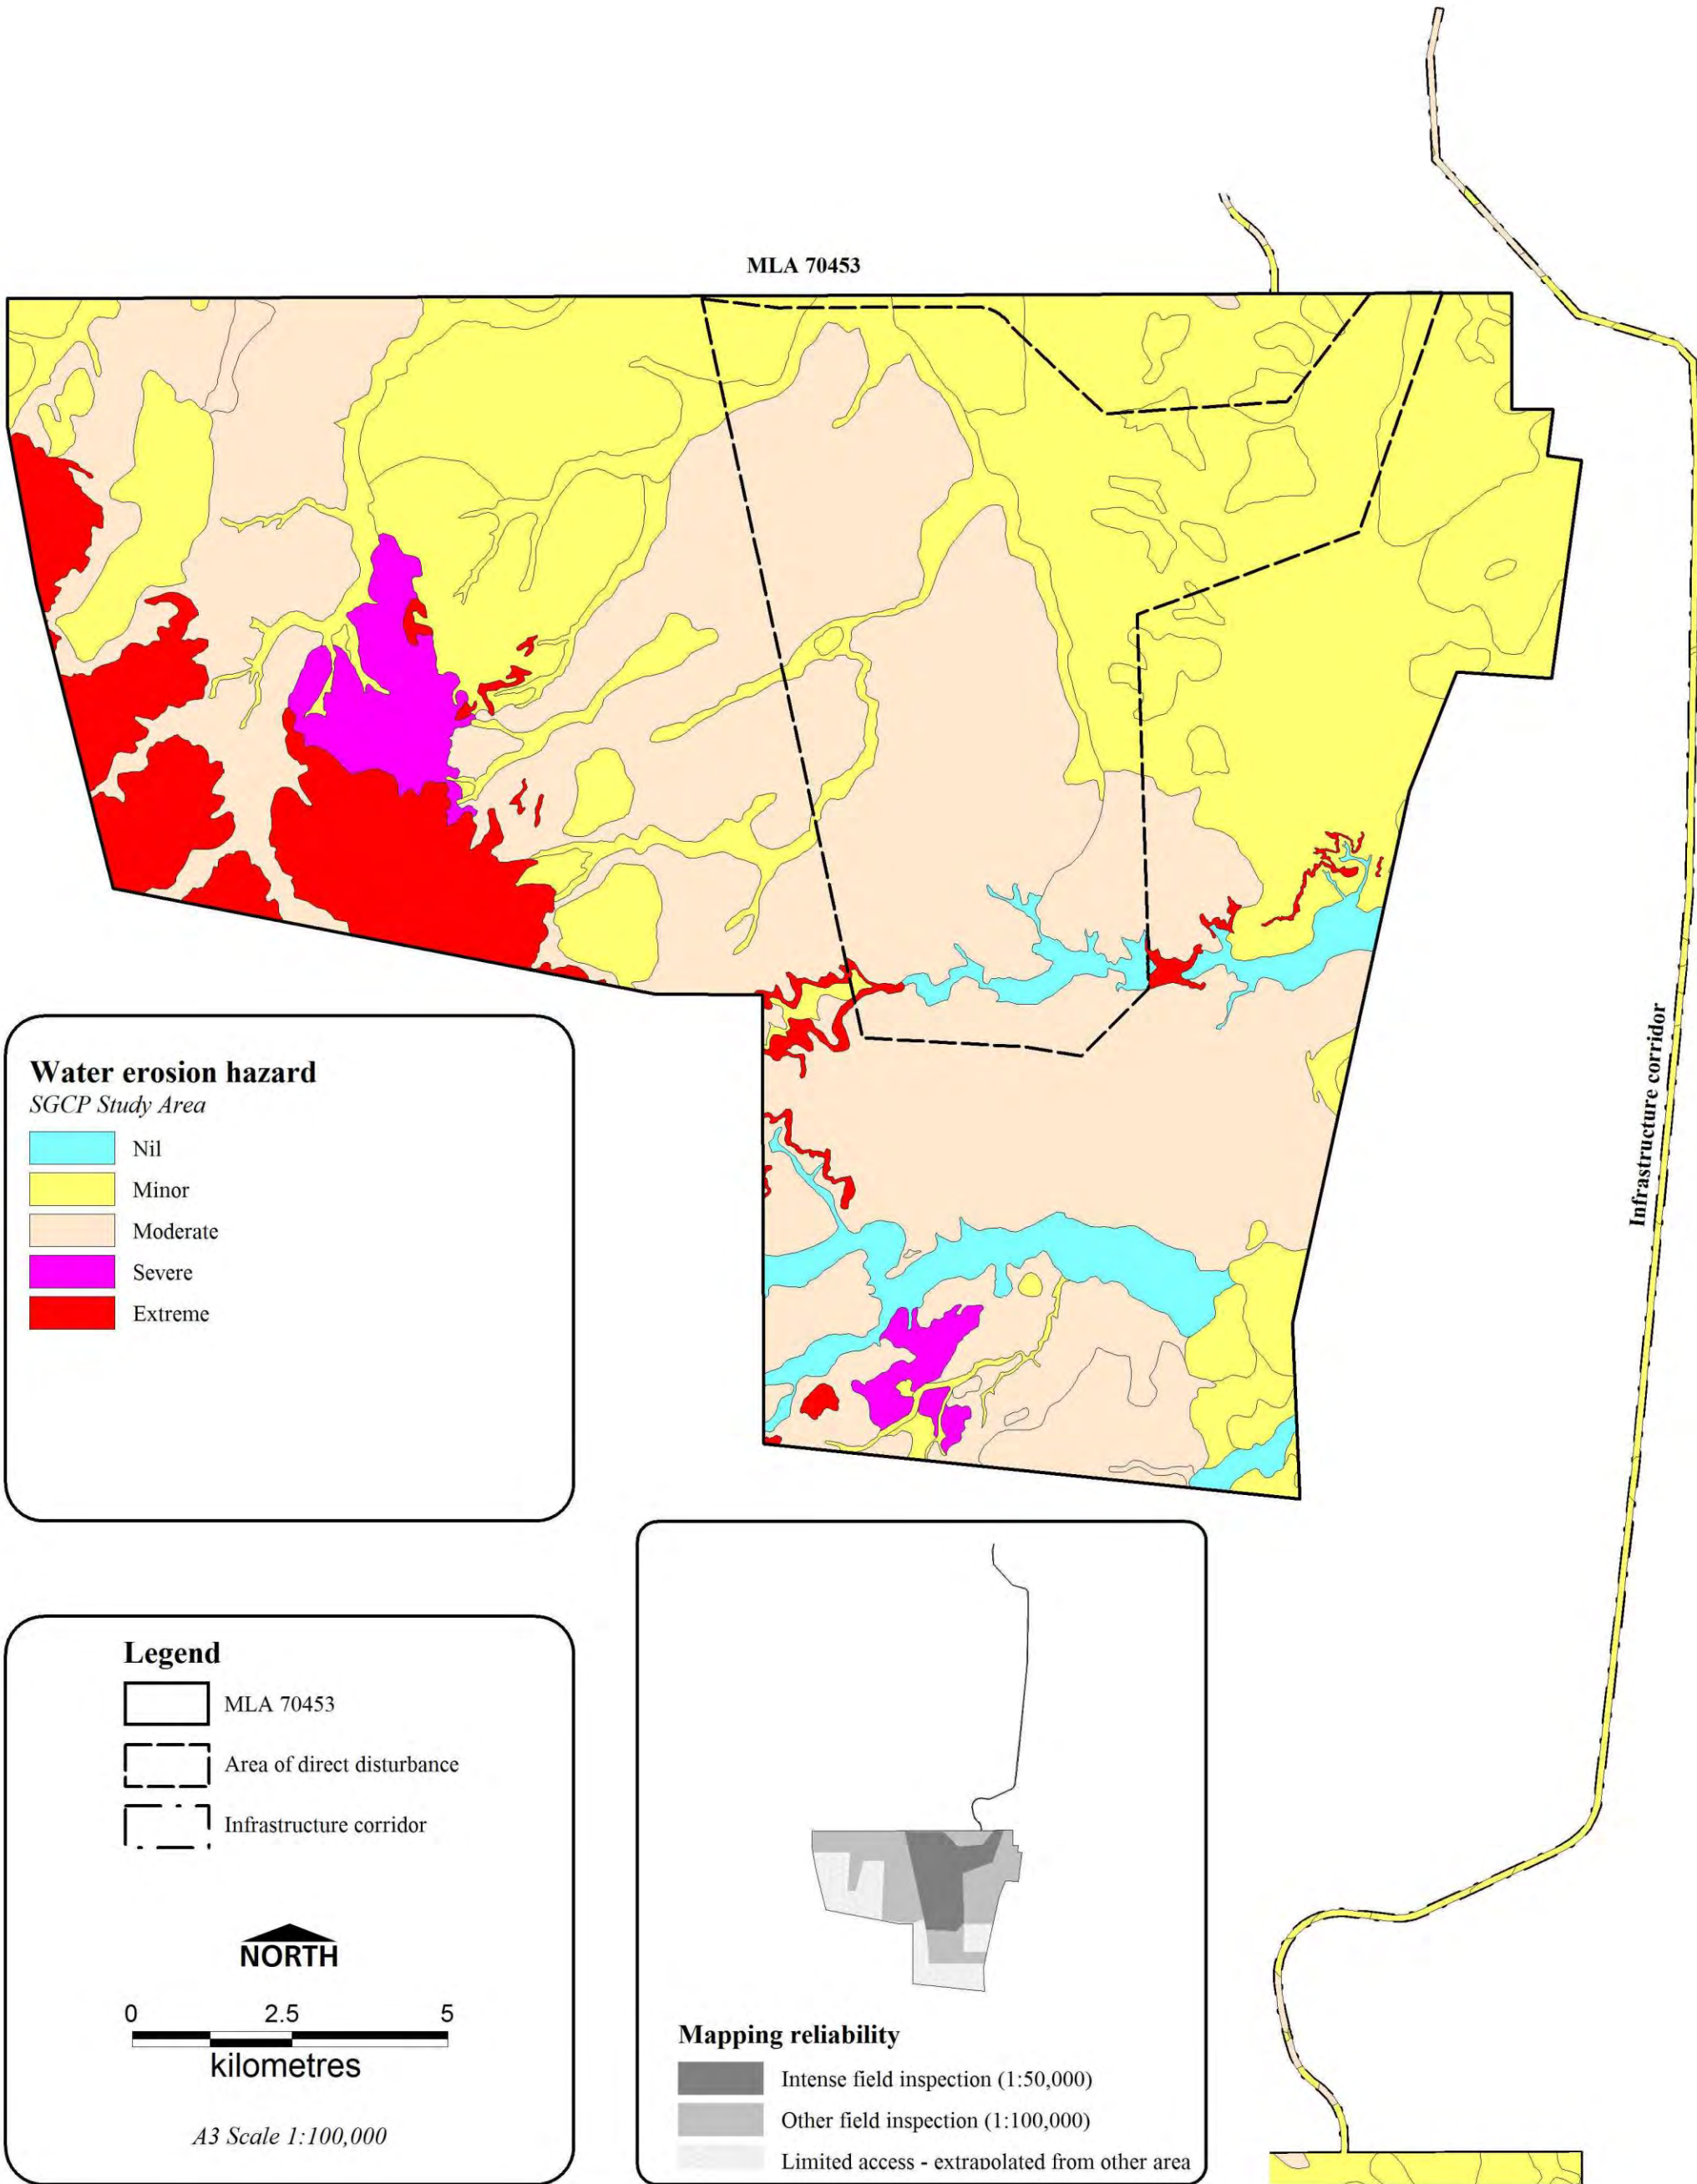 MLA 70453
Infrastructure corridor
Water erosion hazard
SGCP Study Area
Nil
Minor
Moderate
Severe
Extreme
Legend
MLA 70453
Area of direct disturbance
Infrastructure corridor
NORTH
0 2.5 5
kilometres
A3 Scale 1:100,000
Mapping reliability
Intense field inspection (1:50,000)
Other field inspection (1:100,000)
Limited access - extrapolated from other area